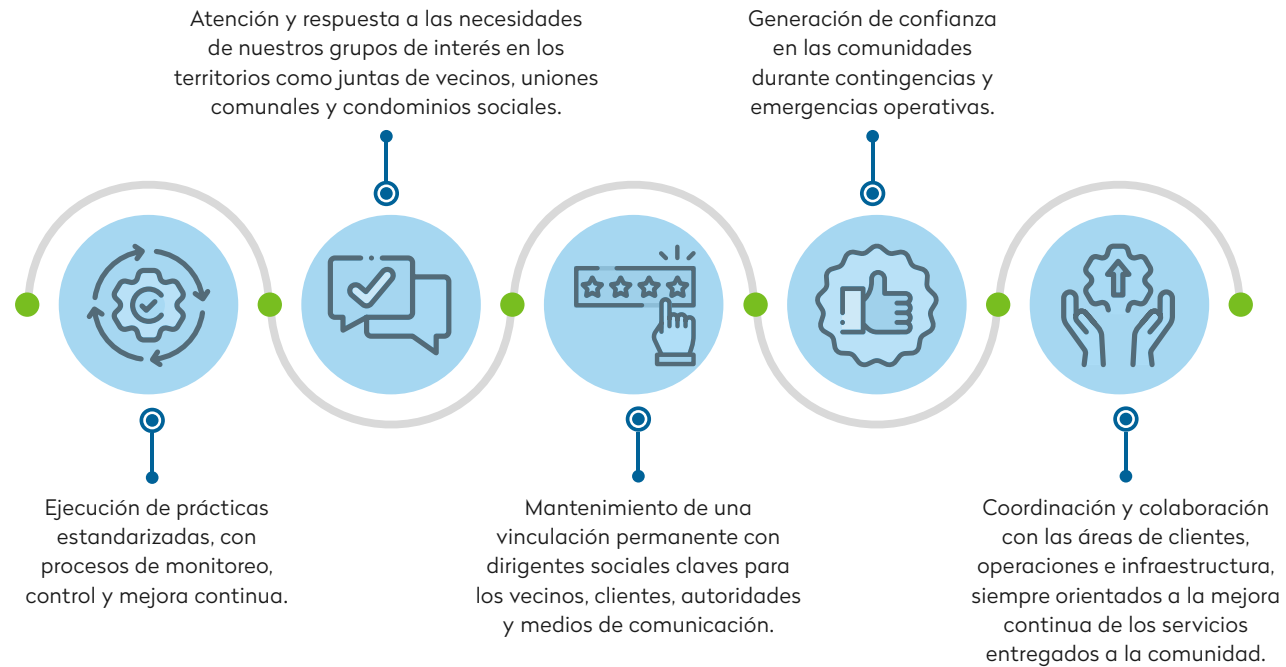 Atención y respuesta a las necesidades
de nuestros grupos de interés en los
territorios como juntas de vecinos, uniones
comunales y condominios sociales.
Generación de confianza
en las comunidades
durante contingencias y
emergencias operativas.
Ejecución de prácticas
estandarizadas, con
procesos de monitoreo,
control y mejora continua.
Mantenimiento de una
vinculación permanente con
dirigentes sociales claves para
los vecinos, clientes, autoridades
y medios de comunicación.
Coordinación y colaboración
con las áreas de clientes,
operaciones e infraestructura,
siempre orientados a la mejora
continua de los servicios
entregados a la comunidad.